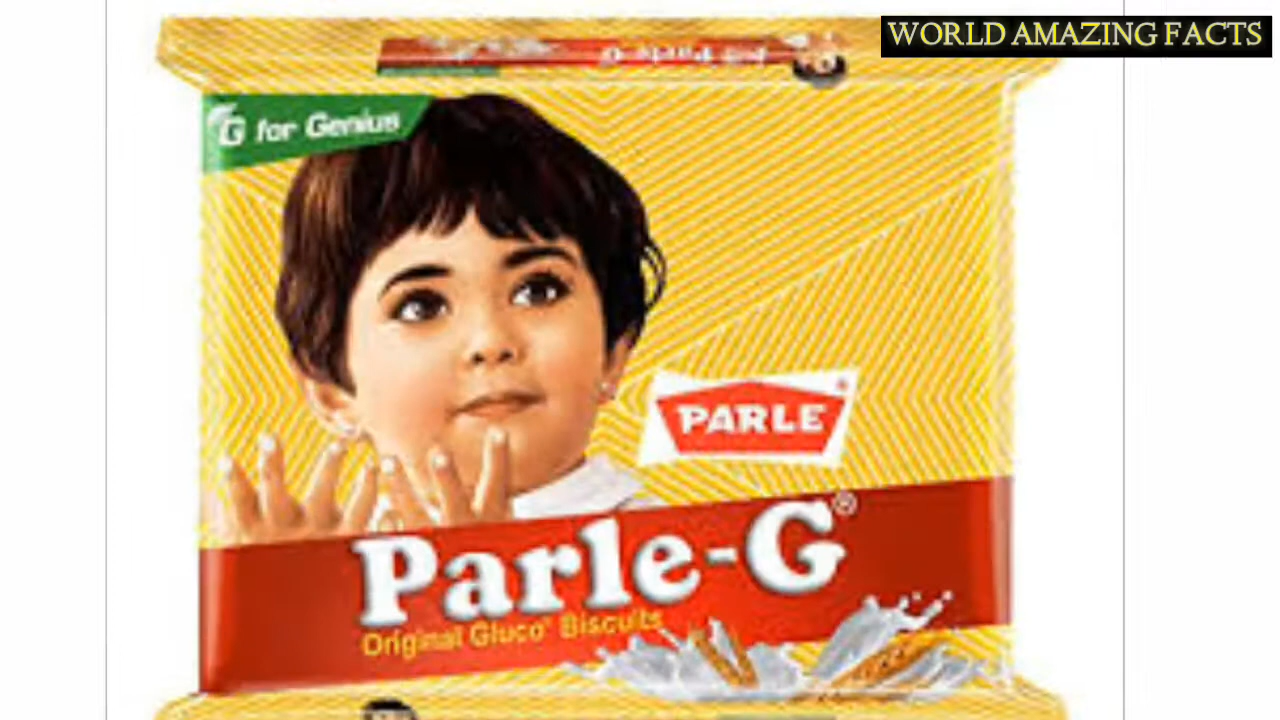 WORLD AMAZING FACTS
G for Genius
PARLE
Parle-G®
Original Gluco® Biscuits